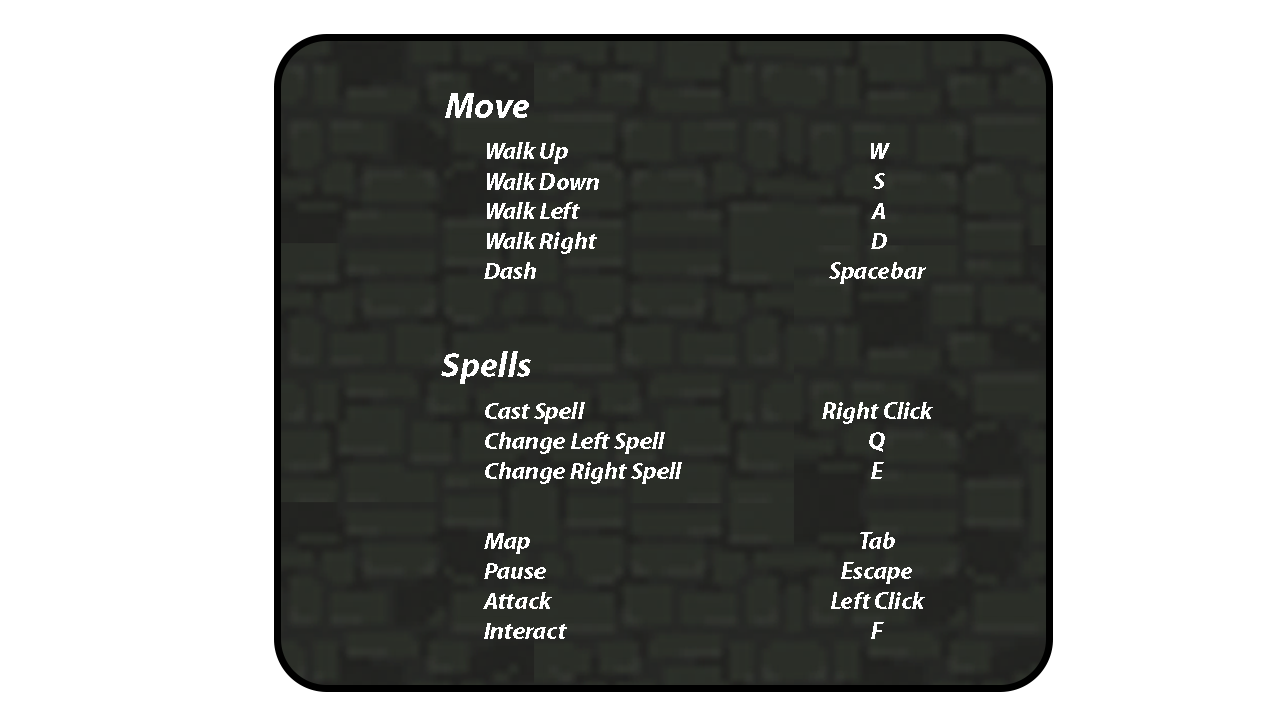 Move
Walk Up W
Walk Down S
Walk Left A
Walk Right D
Dash Spacebar
Spells
Cast Spell Right Click
Change Left Spell Q
Change Right Spell E
Map Tab
Pause Escape
Attack Left Click
Interact F